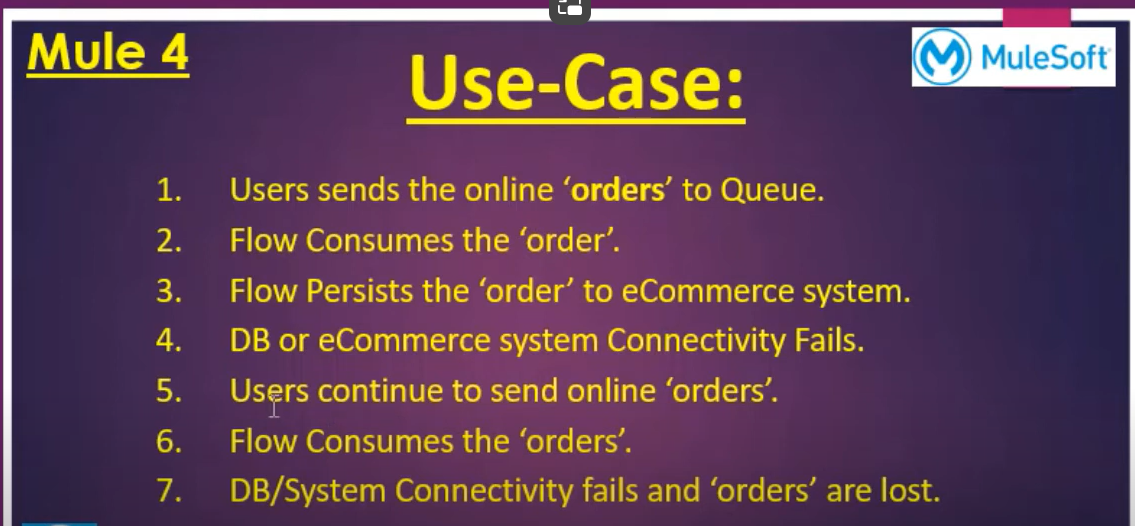 Mule 4
MuleSoft
Use-Case:
1. Users sends the online ‘orders’ to Queue.
2. Flow Consumes the ‘order’.
3. Flow Persists the ‘order’ to eCommerce system.
4. DB or eCommerce system Connectivity Fails.
5. Users continue to send online ‘orders’.
6. Flow Consumes the ‘orders’.
7. DB/System Connectivity fails and ‘orders’ are lost.